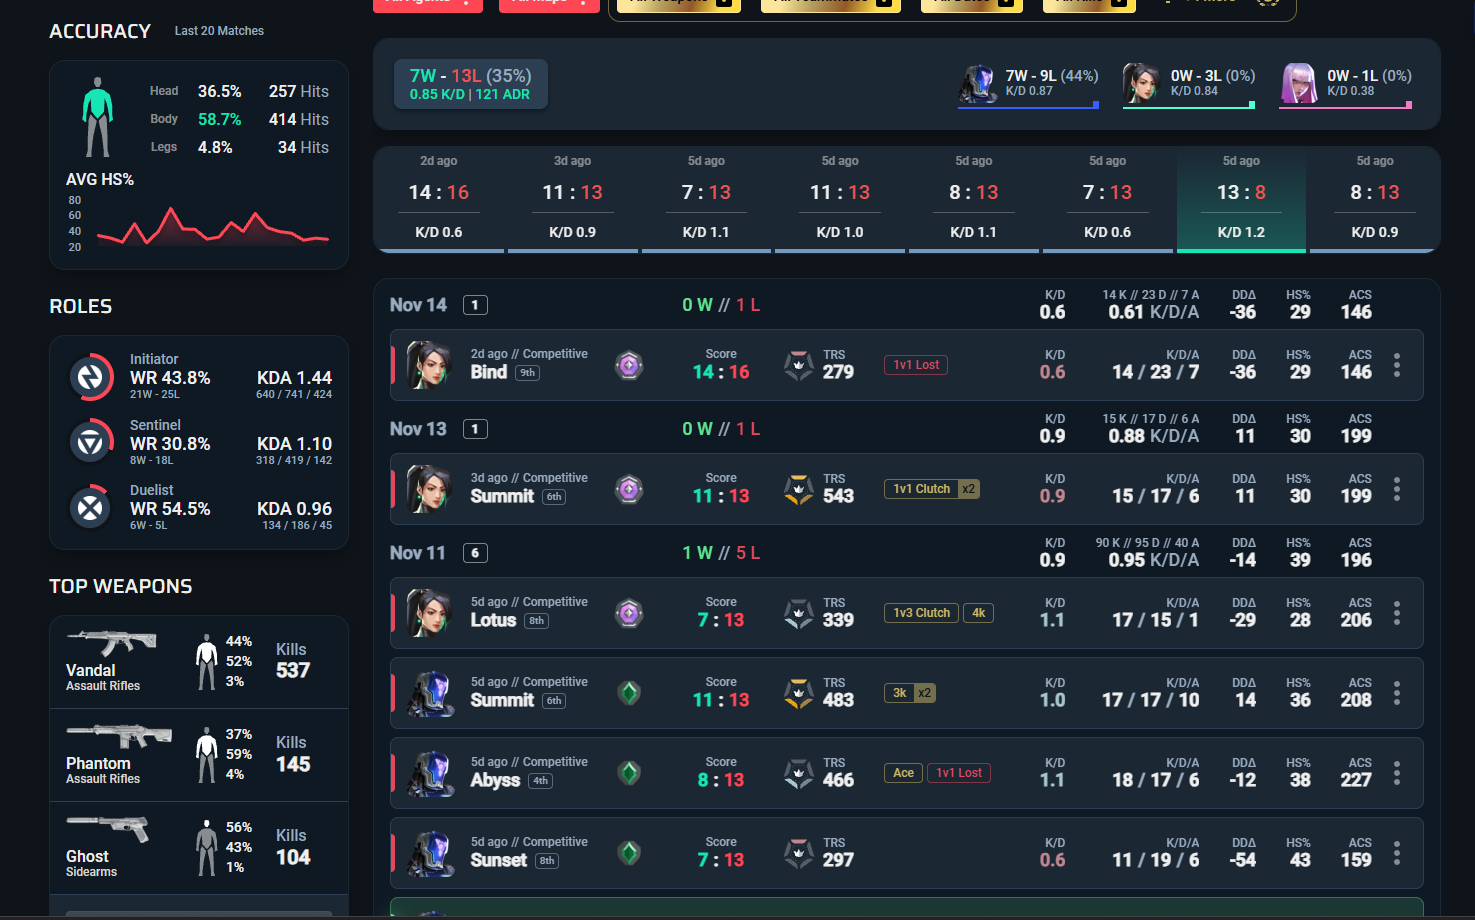 ACCURACY Last 20 Matches
Head 36.5% 257 Hits
Body 58.7% 414 Hits
Legs 4.8% 34 Hits
AVG HS%
80
60
40
20
ROLES
Initiator
WR 43.8% KDA 1.44
21W - 25L 640 / 741 / 424
Sentinel
WR 30.8% KDA 1.10
8W - 18L 318 / 419 / 142
Duelist
WR 54.5% KDA 0.96
6W - 5L 134 / 186 / 45
TOP WEAPONS
Vandal
Assault Rifles
44%
52%
3%
Kills
537
Phantom
Assault Rifles
37%
59%
4%
Kills
145
Ghost
Sidearms
56%
43%
1%
Kills
104
7W - 13L (35%)
0.85 K/D | 121 ADR
7W - 9L (44%)
K/D 0.87
0W - 3L (0%)
K/D 0.84
0W - 1L (0%)
K/D 0.38
2d ago
14 : 16
K/D 0.6
3d ago
11 : 13
K/D 0.9
5d ago
7 : 13
K/D 1.1
5d ago
11 : 13
K/D 1.0
5d ago
8 : 13
K/D 1.1
5d ago
7 : 13
K/D 0.6
5d ago
13 : 8
K/D 1.2
5d ago
8 : 13
K/D 0.9
Nov 14 1 0 W // 1 L
K/D 14 K // 23 D // 7 A DDΔ HS% ACS
0.6 0.61 K/D/A -36 29 146
2d ago // Competitive Score TRS K/D K/D/A DDΔ HS% ACS
Bind 9th 14 : 16 279 1v1 Lost 0.6 14 / 23 / 7 -36 29 146
Nov 13 1 0 W // 1 L
K/D 15 K // 17 D // 6 A DDΔ HS% ACS
0.9 0.88 K/D/A 11 30 199
3d ago // Competitive Score TRS K/D K/D/A DDΔ HS% ACS
Summit 6th 11 : 13 543 1v1 Clutch x2 0.9 15 / 17 / 6 11 30 199
Nov 11 6 1 W // 5 L
K/D 90 K // 95 D // 40 A DDΔ HS% ACS
0.9 0.95 K/D/A -14 39 196
5d ago // Competitive Score TRS K/D K/D/A DDΔ HS% ACS
Lotus 8th 7 : 13 339 1v3 Clutch 4k 1.1 17 / 15 / 1 -29 28 206
5d ago // Competitive Score TRS K/D K/D/A DDΔ HS% ACS
Summit 6th 11 : 13 483 3k x2 1.0 17 / 17 / 10 14 36 208
5d ago // Competitive Score TRS K/D K/D/A DDΔ HS% ACS
Abyss 4th 8 : 13 466 Ace 1v1 Lost 1.1 18 / 17 / 6 -12 38 227
5d ago // Competitive Score TRS K/D K/D/A DDΔ HS% ACS
Sunset 8th 7 : 13 297 0.6 11 / 19 / 6 -54 43 159